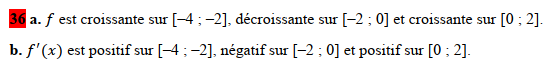 36 a. f est croissante sur [–4 ; –2], décroissante sur [–2 ; 0] et croissante sur [0 ; 2].
b. f'(x) est positif sur [–4 ; –2], négatif sur [–2 ; 0] et positif sur [0 ; 2].